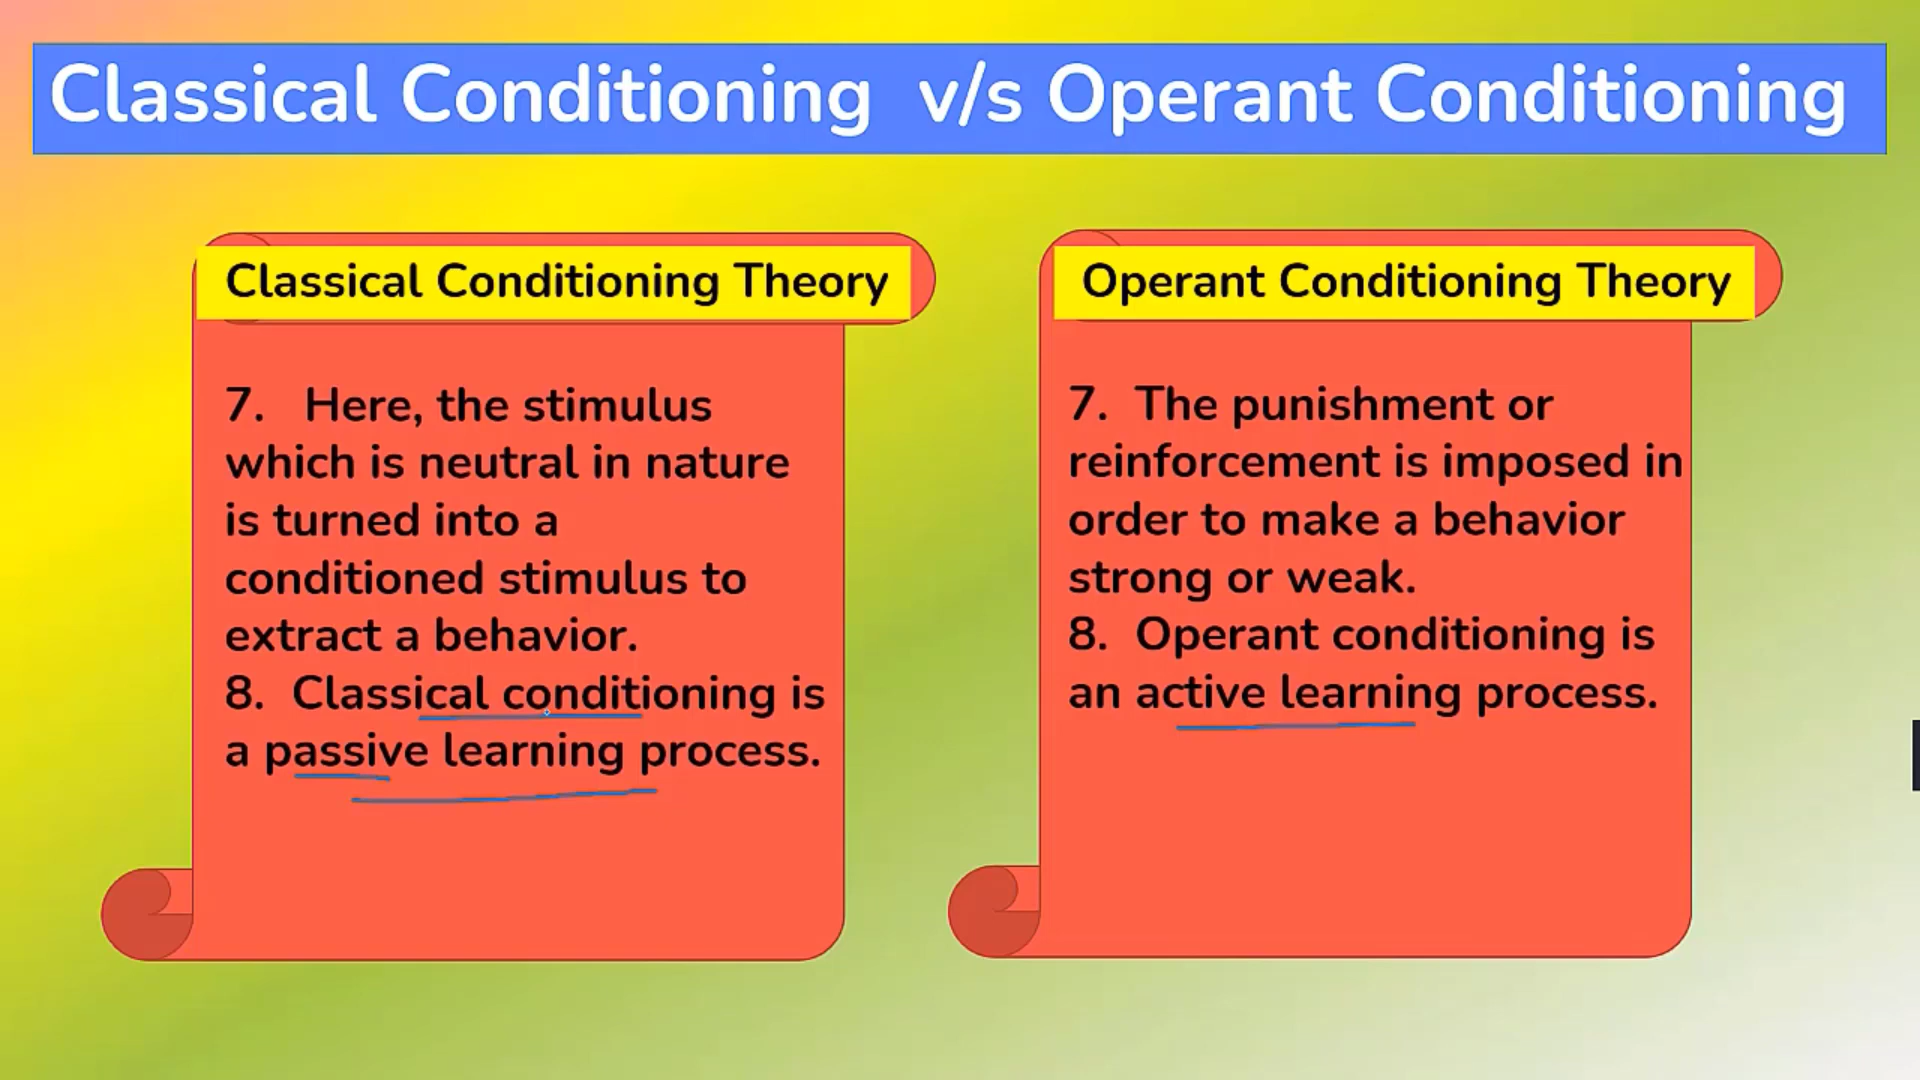 Classical Conditioning v/s Operant Conditioning
Classical Conditioning Theory
7. Here, the stimulus
which is neutral in nature
is turned into a
conditioned stimulus to
extract a behavior.
8. Classical conditioning is
a passive learning process.
Operant Conditioning Theory
7. The punishment or
reinforcement is imposed in
order to make a behavior
strong or weak.
8. Operant conditioning is
an active learning process.